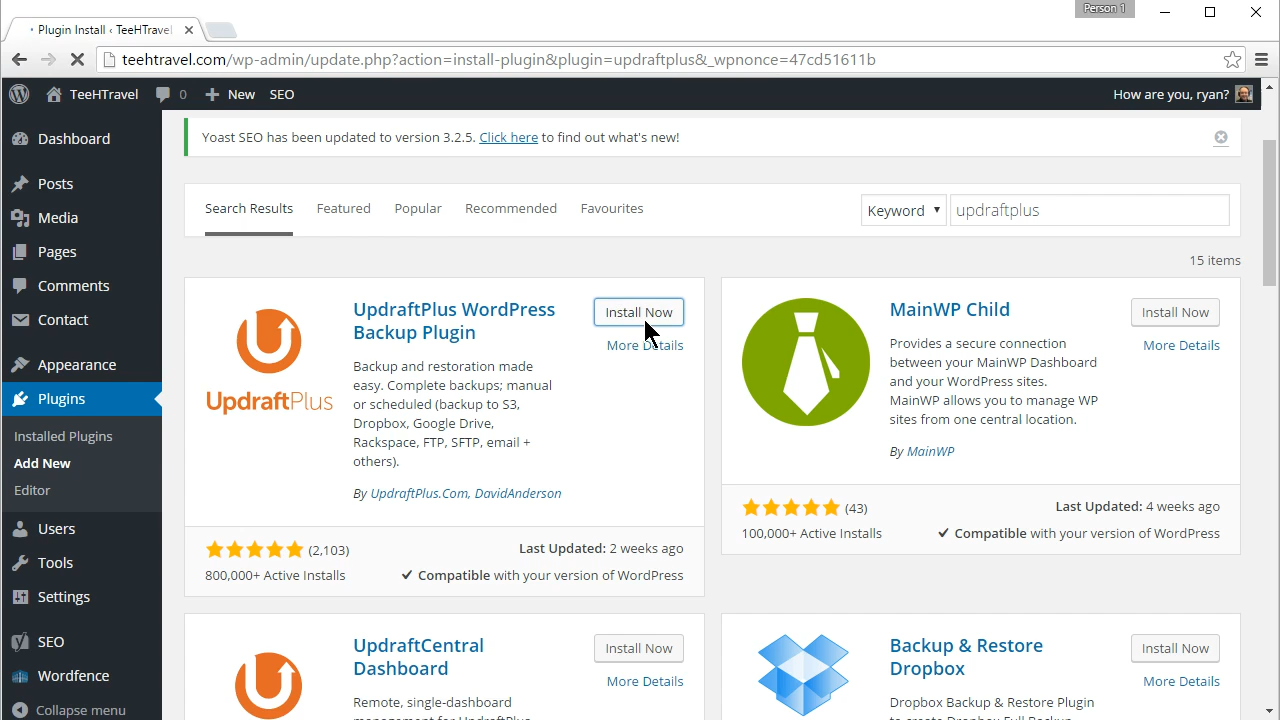 Person 1
Plugin Install ‹ TeeHTravel
teehtravel.com/wp-admin/update.php?action=install-plugin&plugin=updraftplus&_wpnonce=47cd51611b
TeeHTravel 0 New SEO How are you, ryan?
Dashboard
Posts
Media
Pages
Comments
Contact
Appearance
Plugins
Installed Plugins
Add New
Editor
Users
Tools
Settings
SEO
Wordfence
Collapse menu
Yoast SEO has been updated to version 3.2.5. Click here to find out what's new!
Search Results Featured Popular Recommended Favourites Keyword updraftplus
15 items
UpdraftPlus
UpdraftPlus WordPress
Backup Plugin
Install Now
More Details
Backup and restoration made
easy. Complete backups; manual
or scheduled (backup to S3,
Dropbox, Google Drive,
Rackspace, FTP, SFTP, email +
others).
By UpdraftPlus.Com, DavidAnderson
(2,103)
800,000+ Active Installs
Last Updated: 2 weeks ago
Compatible with your version of WordPress
MainWP Child
Install Now
More Details
Provides a secure connection
between your MainWP Dashboard
and your WordPress sites.
MainWP allows you to manage WP
sites from one central location.
By MainWP
(43)
100,000+ Active Installs
Last Updated: 4 weeks ago
Compatible with your version of WordPress
UpdraftCentral
Dashboard
Install Now
More Details
Remote, single-dashboard
management for UpdraftPlus
Backup & Restore
Dropbox
Install Now
More Details
Dropbox Backup & Restore Plugin
to create Dropbox Full Backup